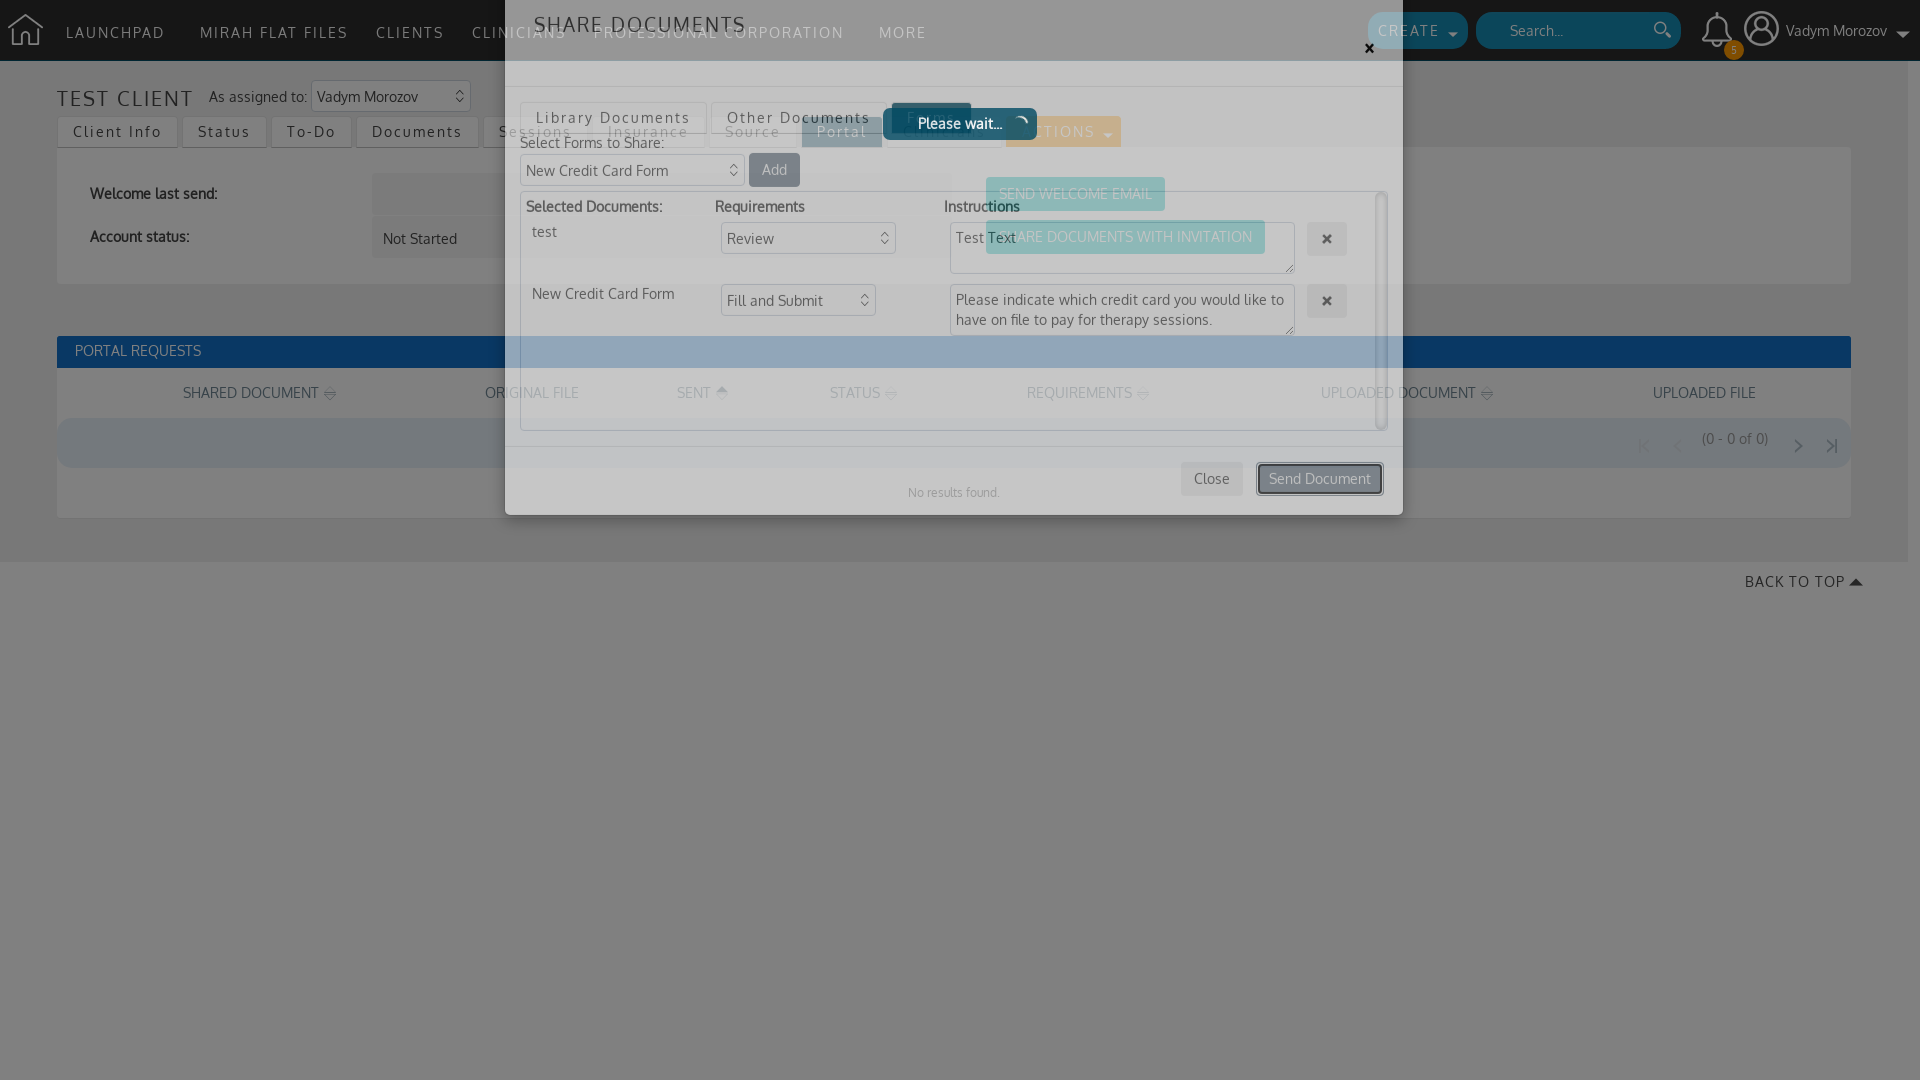 LAUNCHPAD MIRAH FLAT FILES CLIENTS CLINICIANS PROFESSIONAL CORPORATION MORE CREATE Search... 5 Vadym Morozov
SHARE DOCUMENTS
×
TEST CLIENT As assigned to: Vadym Morozov
Client Info Status To-Do Documents Sessions Insurance Source Portal ACTIONS
Library Documents Other Documents Forms
Please wait...
Select Forms to Share:
New Credit Card Form Add
Welcome last send: SEND WELCOME EMAIL
Account status: Not Started SHARE DOCUMENTS WITH INVITATION
Selected Documents: Requirements Instructions
test Review Test Text ×
New Credit Card Form Fill and Submit Please indicate which credit card you would like to ×
have on file to pay for therapy sessions.
PORTAL REQUESTS
SHARED DOCUMENT ORIGINAL FILE SENT STATUS REQUIREMENTS UPLOADED DOCUMENT UPLOADED FILE
(0 - 0 of 0)
Close Send Document
No results found.
BACK TO TOP